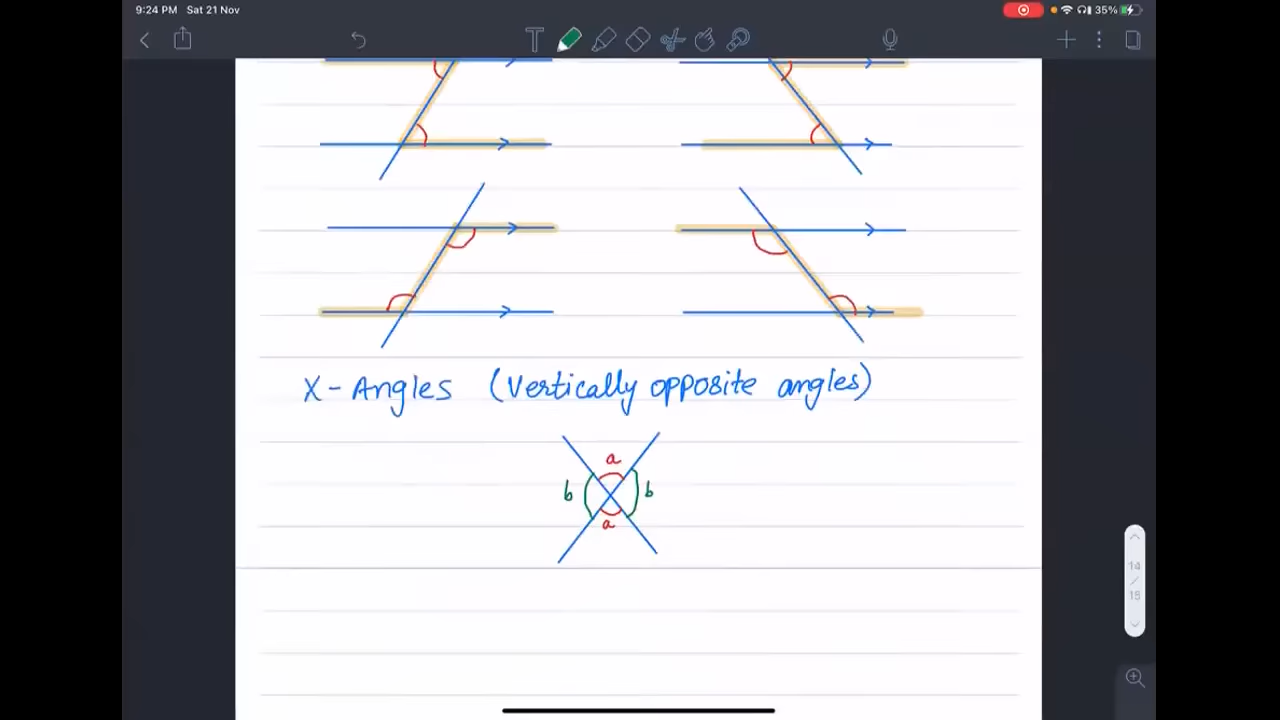 9:24 PM Sat 21 Nov
35%
T
X - Angles (Vertically opposite angles)
a
b b
a
14
/
15